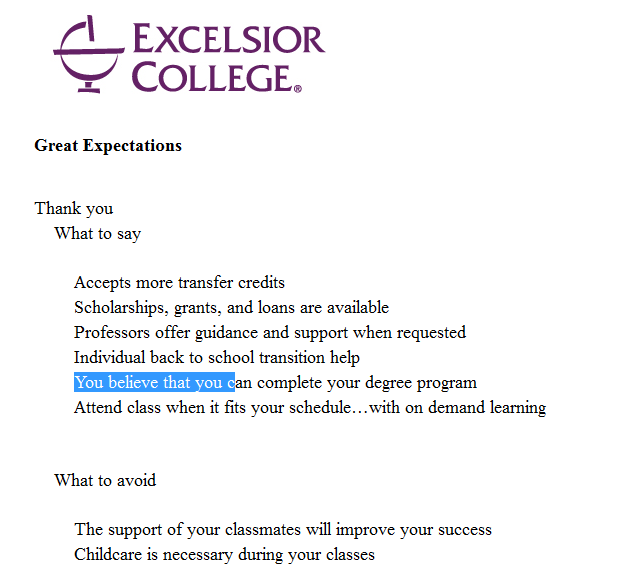 EXCELSIOR
COLLEGE®
Great Expectations
Thank you
What to say
Accepts more transfer credits
Scholarships, grants, and loans are available
Professors offer guidance and support when requested
Individual back to school transition help
You believe that you can complete your degree program
Attend class when it fits your schedule…with on demand learning
What to avoid
The support of your classmates will improve your success
Childcare is necessary during your classes